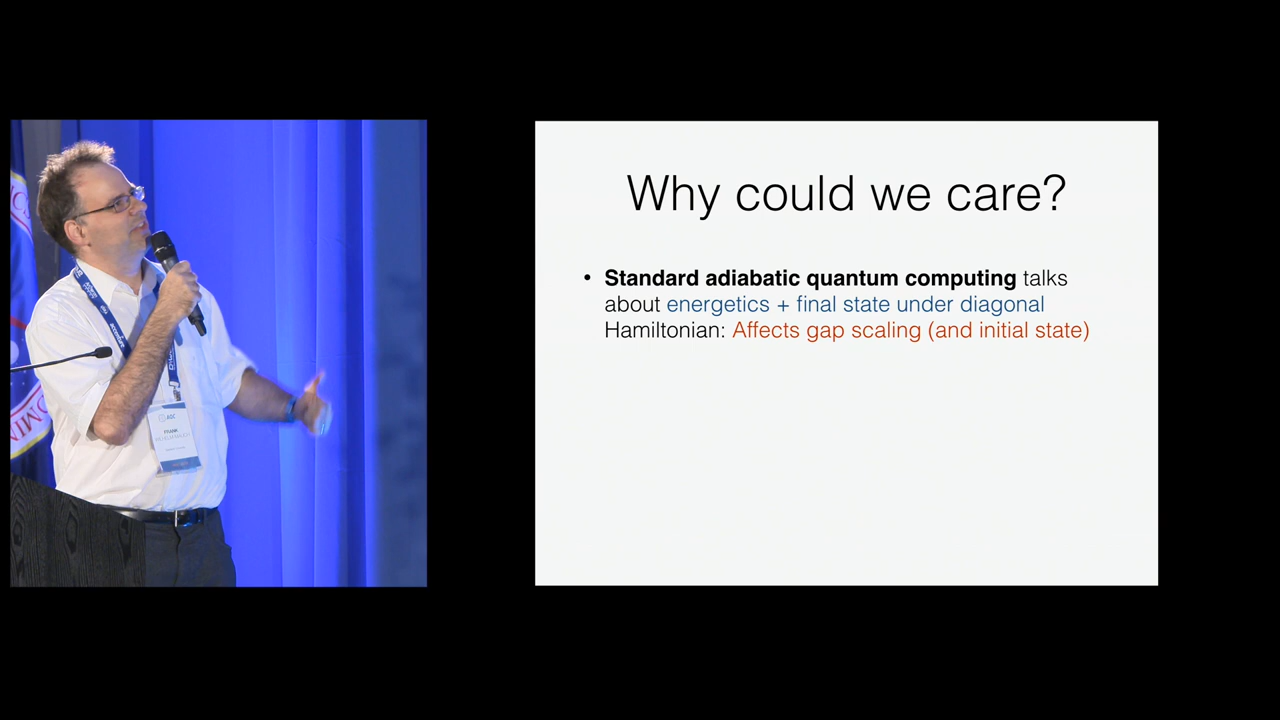 Why could we care?
• Standard adiabatic quantum computing talks
about energetics + final state under diagonal
Hamiltonian: Affects gap scaling (and initial state)
AQC